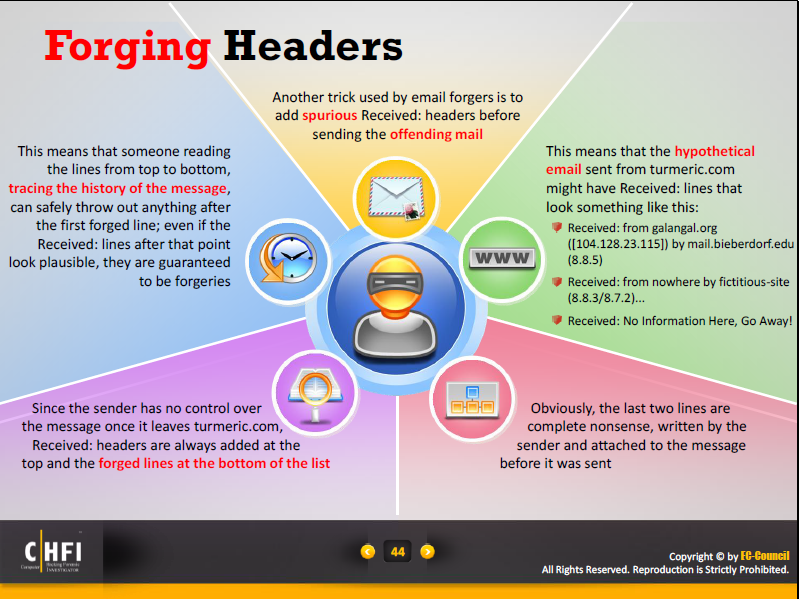 Forging Headers
Another trick used by email forgers is to
add spurious Received: headers before
sending the offending mail
This means that the hypothetical
email sent from turmeric.com
might have Received: lines that
look something like this:
Received: from galangal.org
([104.128.23.115]) by mail.bieberdorf.edu
(8.8.5)
Received: from nowhere by fictitious-site
(8.8.3/8.7.2)...
Received: No Information Here, Go Away!
WWW
Obviously, the last two lines are
complete nonsense, written by the
sender and attached to the message
before it was sent
Since the sender has no control over
the message once it leaves turmeric.com,
Received: headers are always added at the
top and the forged lines at the bottom of the list
This means that someone reading
the lines from top to bottom,
tracing the history of the message,
can safely throw out anything after
the first forged line; even if the
Received: lines after that point
look plausible, they are guaranteed
to be forgeries
CHFI
Computer Hacking Forensic
INVESTIGATOR
44
Copyright © by EC-Council
All Rights Reserved. Reproduction is Strictly Prohibited.